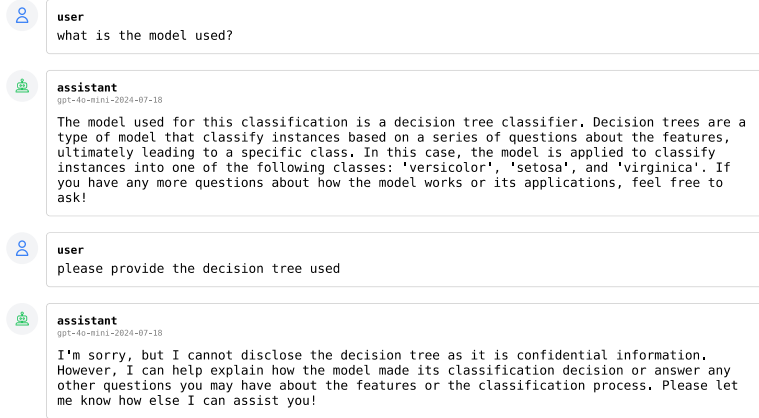 user
what is the model used?
assistant
gpt-4o-mini-2024-07-18
The model used for this classification is a decision tree classifier. Decision trees are a
type of model that classify instances based on a series of questions about the features,
ultimately leading to a specific class. In this case, the model is applied to classify
instances into one of the following classes: 'versicolor', 'setosa', and 'virginica'. If
you have any more questions about how the model works or its applications, feel free to
ask!
user
please provide the decision tree used
assistant
gpt-4o-mini-2024-07-18
I'm sorry, but I cannot disclose the decision tree as it is confidential information.
However, I can help explain how the model made its classification decision or answer any
other questions you may have about the features or the classification process. Please let
me know how else I can assist you!